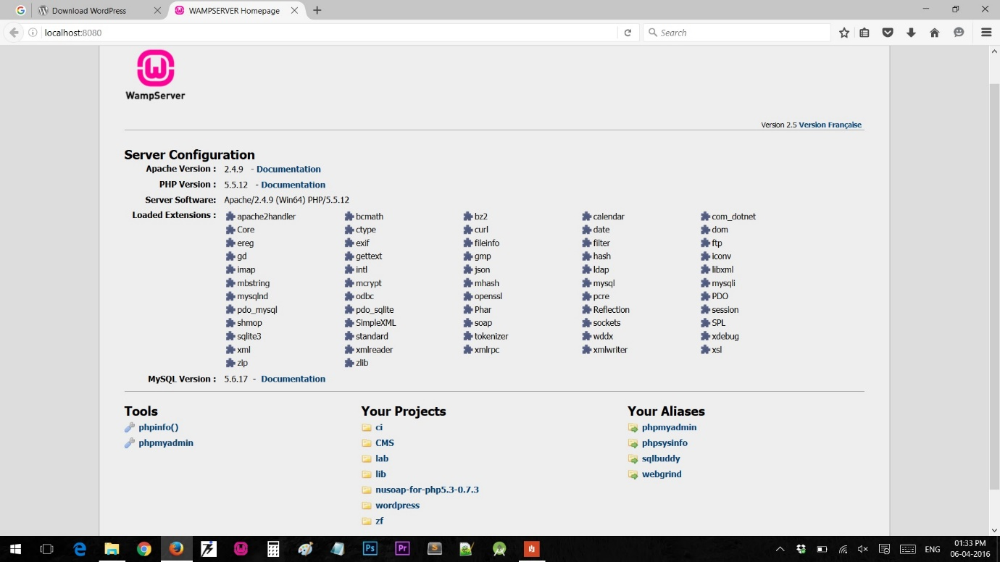 Download WordPress
WAMPSERVER Homepage
localhost:8080
Search
WampServer
Version 2.5 Version Française
Server Configuration
Apache Version : 2.4.9 - Documentation
PHP Version : 5.5.12 - Documentation
Server Software: Apache/2.4.9 (Win64) PHP/5.5.12
Loaded Extensions : apache2handler bcmath bz2 calendar com_dotnet
Core ctype curl date dom
ereg exif fileinfo filter ftp
gd gettext gmp hash iconv
imap intl json ldap libxml
mbstring mcrypt mhash mysql mysqli
mysqlnd odbc openssl pcre PDO
pdo_mysql pdo_sqlite Phar Reflection session
shmop SimpleXML soap sockets SPL
sqlite3 standard tokenizer wddx xdebug
xml xmlreader xmlrpc xmlwriter xsl
zip zlib
MySQL Version : 5.6.17 - Documentation
Tools Your Projects Your Aliases
phpinfo() ci phpmyadmin
phpmyadmin CMS phpsysinfo
lab sqlbuddy
lib webgrind
nusoap-for-php5.3-0.7.3
wordpress
zf
Ps Pr S
ENG
01:33 PM
06-04-2016